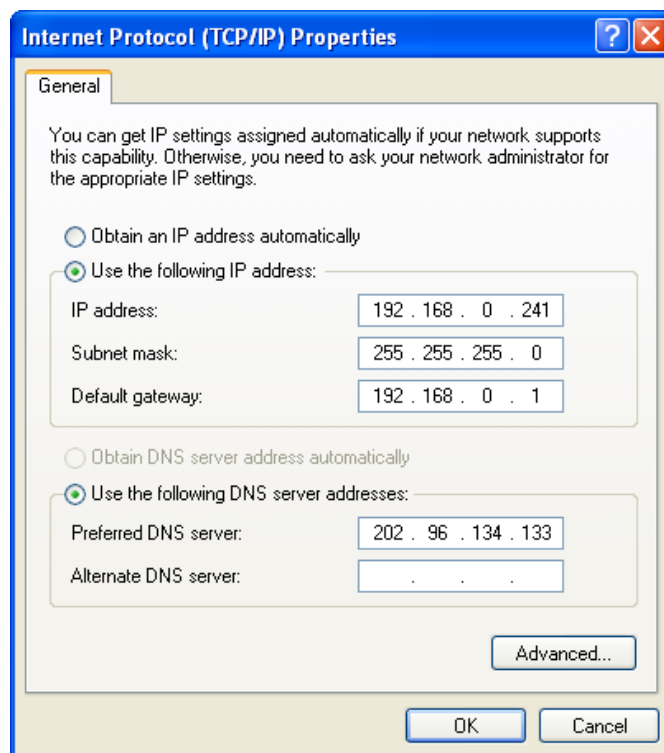 Internet Protocol (TCP/IP) Properties
General
You can get IP settings assigned automatically if your network supports
this capability. Otherwise, you need to ask your network administrator for
the appropriate IP settings.
Obtain an IP address automatically
Use the following IP address:
IP address: 192 . 168 . 0 . 241
Subnet mask: 255 . 255 . 255 . 0
Default gateway: 192 . 168 . 0 . 1
Obtain DNS server address automatically
Use the following DNS server addresses:
Preferred DNS server: 202 . 96 . 134 . 133
Alternate DNS server: . . .
Advanced...
OK Cancel